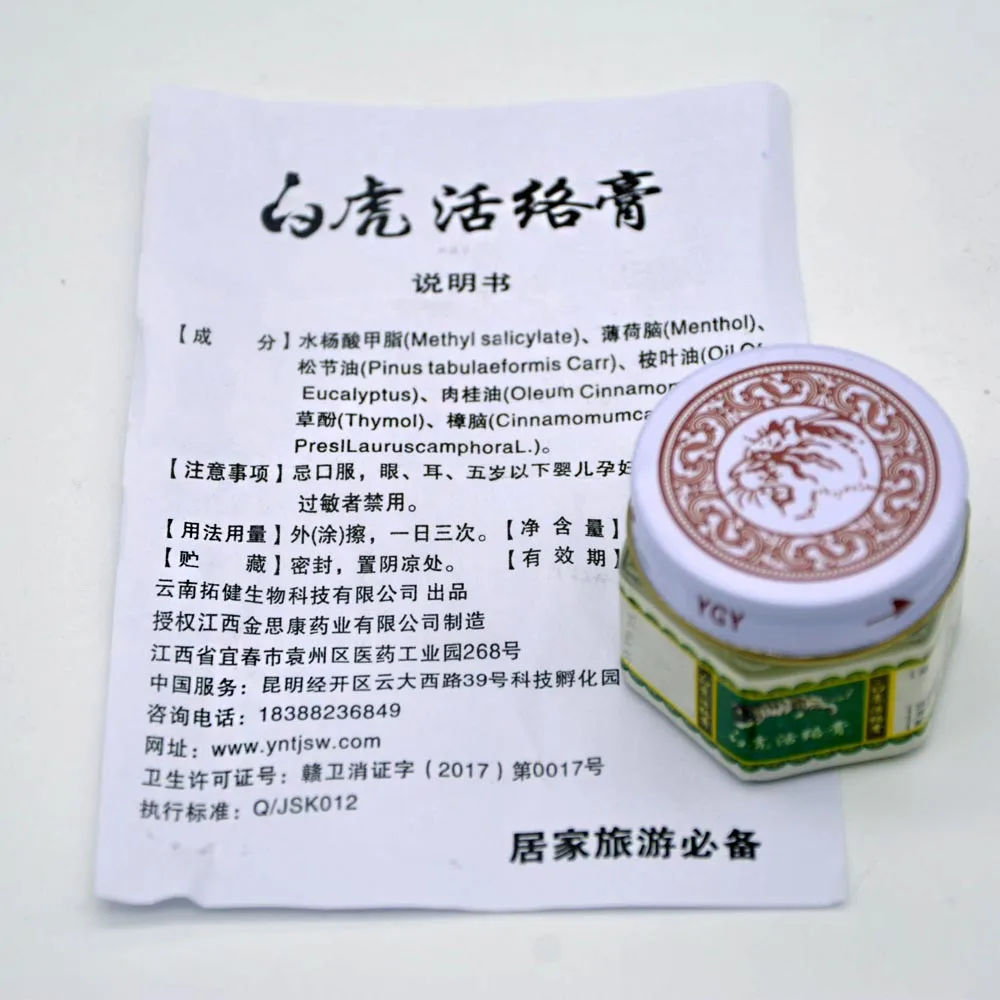 白虎活络膏
说明书
【成 分】水杨酸甲脂(Methyl salicylate)、薄荷脑(Menthol)、
松节油(Pinus tabulaeformis Carr)、桉叶油(Oil
Eucalyptus)、肉桂油(Oleum
草酚(Thymol)、樟脑(
PreslLauruscamphoraL.)。
【注意事项】忌口服，眼、耳、五岁以下婴儿孕
过敏者禁用。
【用法用量】外(涂)擦，一日三次。【净含量】
【贮 藏】密封，置阴凉处。【有效期】
云南拓健生物科技有限公司 出品
授权江西金思康药业有限公司制造
江西省宜春市袁州区医药工业园268号
中国服务：昆明经开区云大西路39号科技孵化园
咨询电话：18388236849
网址：www.yntjsw.com
卫生许可证号：赣卫消证字（2017）第0017号
执行标准：Q/JSK012
居家旅游必备
YGY
白虎活络膏